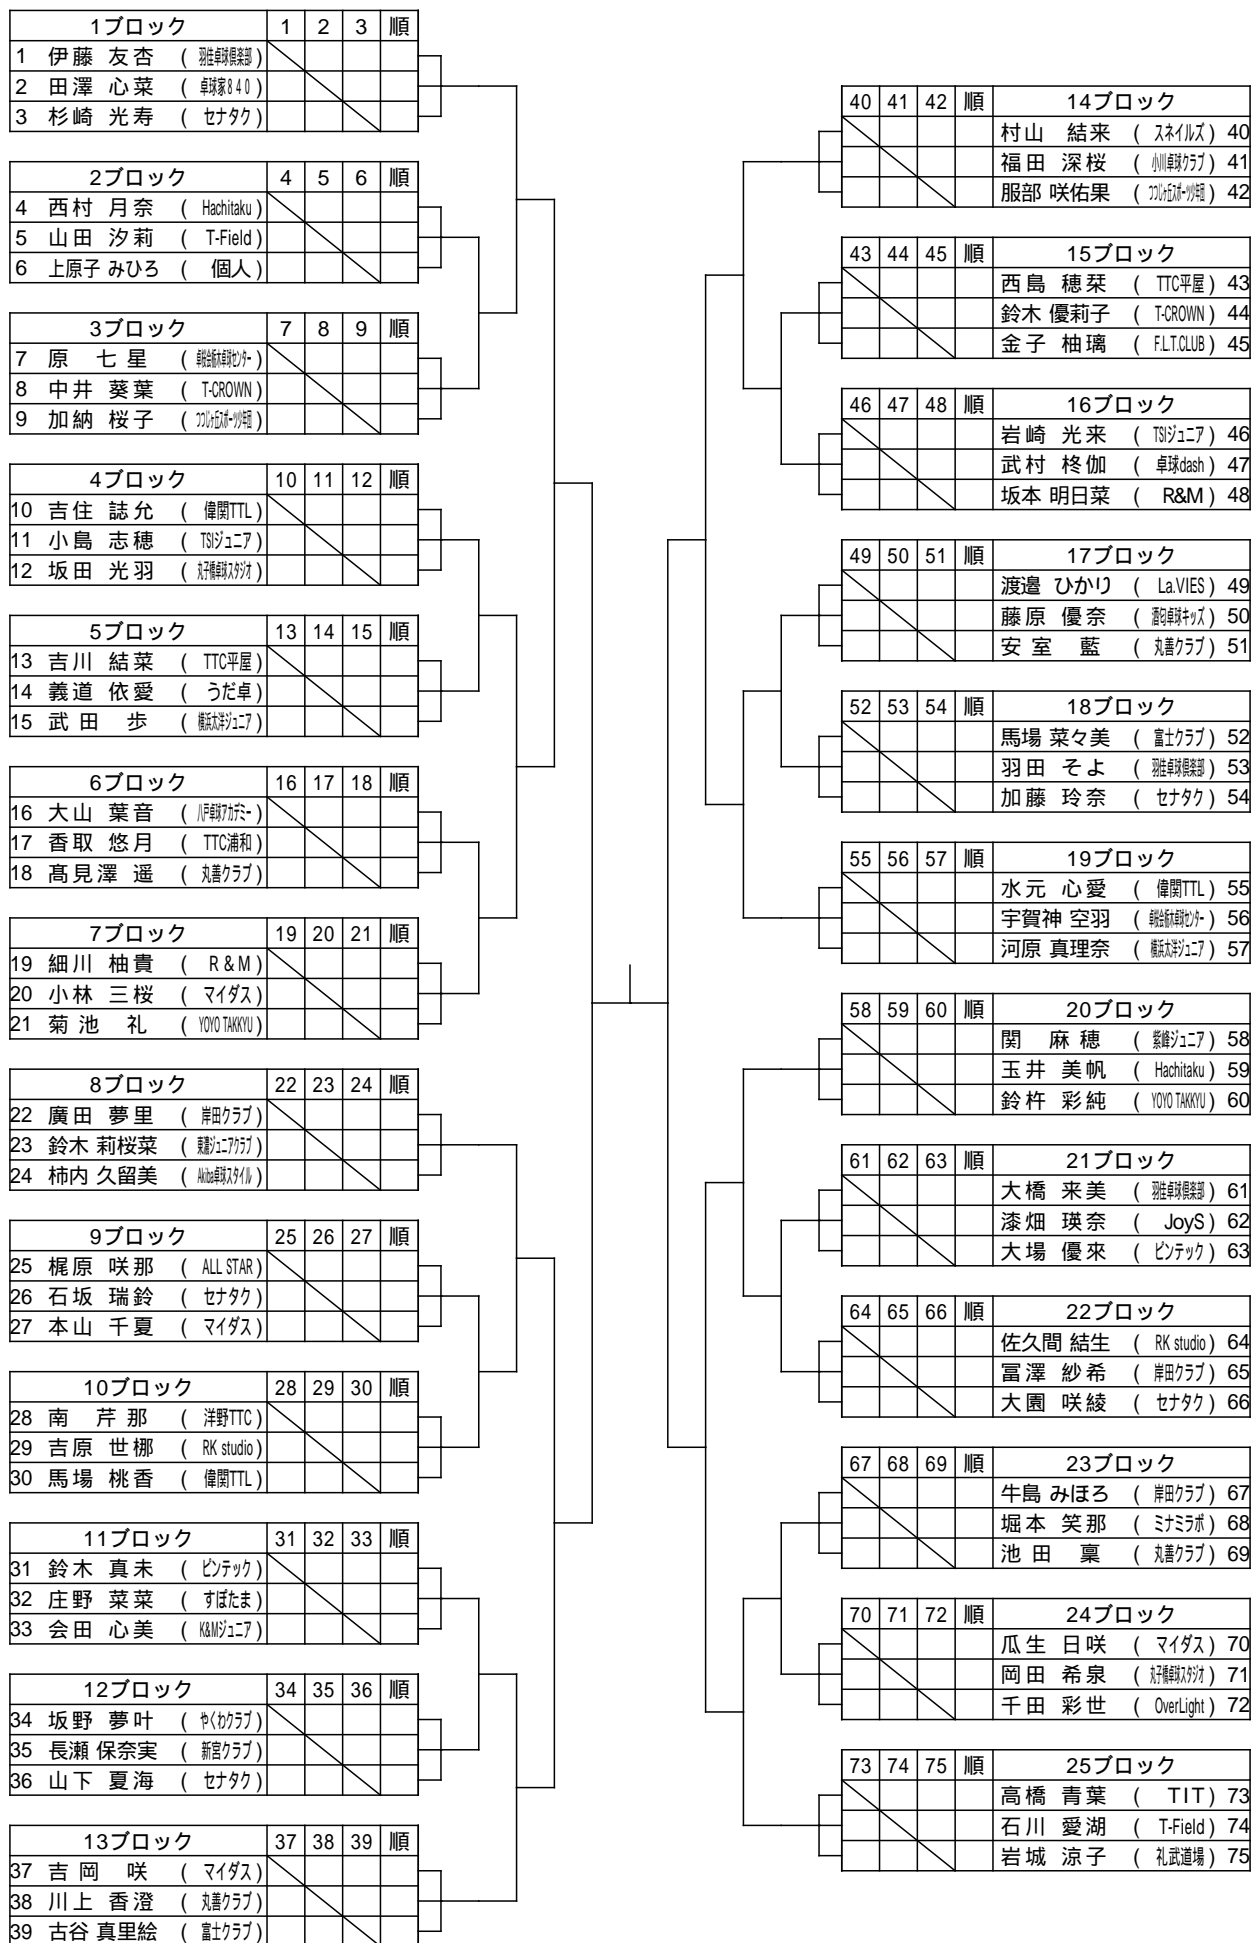 1ブロック 1 2 3 順
1 伊藤 友杏 ( 羽佳卓球倶楽部 )
2 田澤 心菜 ( 卓球家840 )
3 杉崎 光寿 ( セナタク )
2ブロック 4 5 6 順
4 西村 月奈 ( Hachitaku )
5 山田 汐莉 ( T-Field )
6 上原子 みひろ ( 個人 )
3ブロック 7 8 9 順
7 原 七星 ( 卓桜会栃木卓球センター )
8 中井 葵葉 ( T-CROWN )
9 加納 桜子 ( つつじヶ丘スポーツ少年団 )
4ブロック 10 11 12 順
10 吉住 誌允 ( 偉関TTL )
11 小島 志穂 ( TSIジュニア )
12 坂田 光羽 ( 丸子橋卓球スタジオ )
5ブロック 13 14 15 順
13 吉川 結菜 ( TTC平屋 )
14 義道 依愛 ( うだ卓 )
15 武田 歩 ( 横浜太洋ジュニア )
6ブロック 16 17 18 順
16 大山 葉音 ( 八戸卓球アカデミー )
17 香取 悠月 ( TTC浦和 )
18 髙見澤 遥 ( 丸善クラブ )
7ブロック 19 20 21 順
19 細川 柚貴 ( R&M )
20 小林 三桜 ( マイダス )
21 菊池 礼 ( YOYO TAKKYU )
8ブロック 22 23 24 順
22 廣田 夢里 ( 岸田クラブ )
23 鈴木 莉桜菜 ( 東濃ジュニアクラブ )
24 柿内 久留美 ( Akiba卓球スタイル )
9ブロック 25 26 27 順
25 梶原 咲那 ( ALL STAR )
26 石坂 瑞鈴 ( セナタク )
27 本山 千夏 ( マイダス )
10ブロック 28 29 30 順
28 南 芹那 ( 洋野TTC )
29 吉原 世梛 ( RK studio )
30 馬場 桃香 ( 偉関TTL )
11ブロック 31 32 33 順
31 鈴木 真未 ( ピンテック )
32 庄野 菜菜 ( すぽたま )
33 会田 心美 ( K&Mジュニア )
12ブロック 34 35 36 順
34 坂野 夢叶 ( やくわクラブ )
35 長瀬 保奈実 ( 新宮クラブ )
36 山下 夏海 ( セナタク )
13ブロック 37 38 39 順
37 吉岡 咲 ( マイダス )
38 川上 香澄 ( 丸善クラブ )
39 古谷 真里絵 ( 富士クラブ )
40 41 42 順 14ブロック
村山 結来 ( スネイルズ ) 40
福田 深桜 ( 小川卓球クラブ ) 41
服部 咲佑果 ( つつじヶ丘スポーツ少年団 ) 42
43 44 45 順 15ブロック
西島 穂栞 ( TTC平屋 ) 43
鈴木 優莉子 ( T-CROWN ) 44
金子 柚璃 ( F.L.T.CLUB ) 45
46 47 48 順 16ブロック
岩崎 光来 ( TSIジュニア ) 46
武村 柊伽 ( 卓球dash ) 47
坂本 明日菜 ( R&M ) 48
49 50 51 順 17ブロック
渡邉 ひかり ( La.VIES ) 49
藤原 優奈 ( 酒匂卓球キッズ ) 50
安室 藍 ( 丸善クラブ ) 51
52 53 54 順 18ブロック
馬場 菜々美 ( 富士クラブ ) 52
羽田 そよ ( 羽佳卓球倶楽部 ) 53
加藤 玲奈 ( セナタク ) 54
55 56 57 順 19ブロック
水元 心愛 ( 偉関TTL ) 55
宇賀神 空羽 ( 卓桜会栃木卓球センター ) 56
河原 真理奈 ( 横浜太洋ジュニア ) 57
58 59 60 順 20ブロック
関 麻穂 ( 紫峰ジュニア ) 58
玉井 美帆 ( Hachitaku ) 59
鈴杵 彩純 ( YOYO TAKKYU ) 60
61 62 63 順 21ブロック
大橋 来美 ( 羽佳卓球倶楽部 ) 61
漆畑 瑛奈 ( JoyS ) 62
大場 優來 ( ピンテック ) 63
64 65 66 順 22ブロック
佐久間 結生 ( RK studio ) 64
冨澤 紗希 ( 岸田クラブ ) 65
大園 咲綾 ( セナタク ) 66
67 68 69 順 23ブロック
牛島 みほろ ( 岸田クラブ ) 67
堀本 笑那 ( ミナミラボ ) 68
池田 稟 ( 丸善クラブ ) 69
70 71 72 順 24ブロック
瓜生 日咲 ( マイダス ) 70
岡田 希泉 ( 丸子橋卓球スタジオ ) 71
千田 彩世 ( OverLight ) 72
73 74 75 順 25ブロック
高橋 青葉 ( TIT ) 73
石川 愛湖 ( T-Field ) 74
岩城 涼子 ( 礼武道場 ) 75